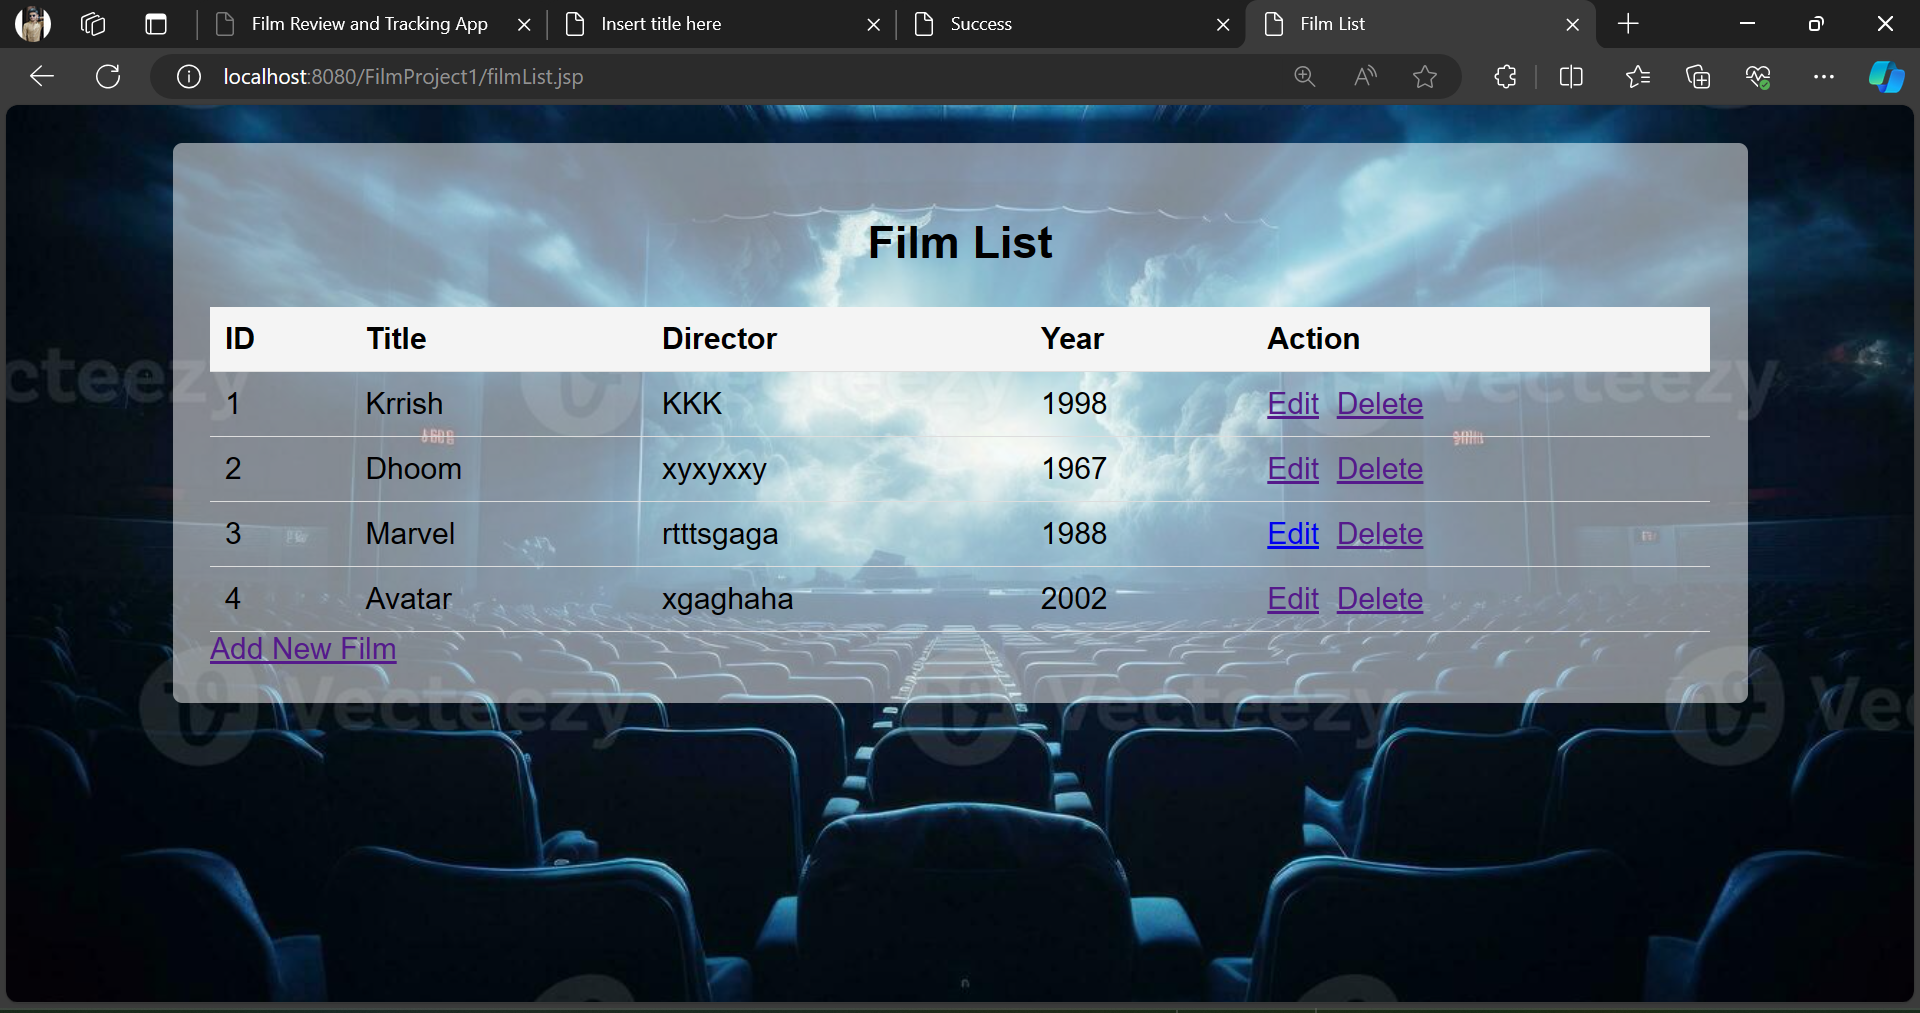 Film Review and Tracking App
Insert title here
Success
Film List
localhost:8080/FilmProject1/filmList.jsp
Film List
ID Title Director Year Action
1 Krrish KKK 1998 Edit Delete
2 Dhoom xyxyxxy 1967 Edit Delete
3 Marvel rtttsgaga 1988 Edit Delete
4 Avatar xgaghaha 2002 Edit Delete
Add New Film
Vecteezy
Vecteezy
Vecteezy